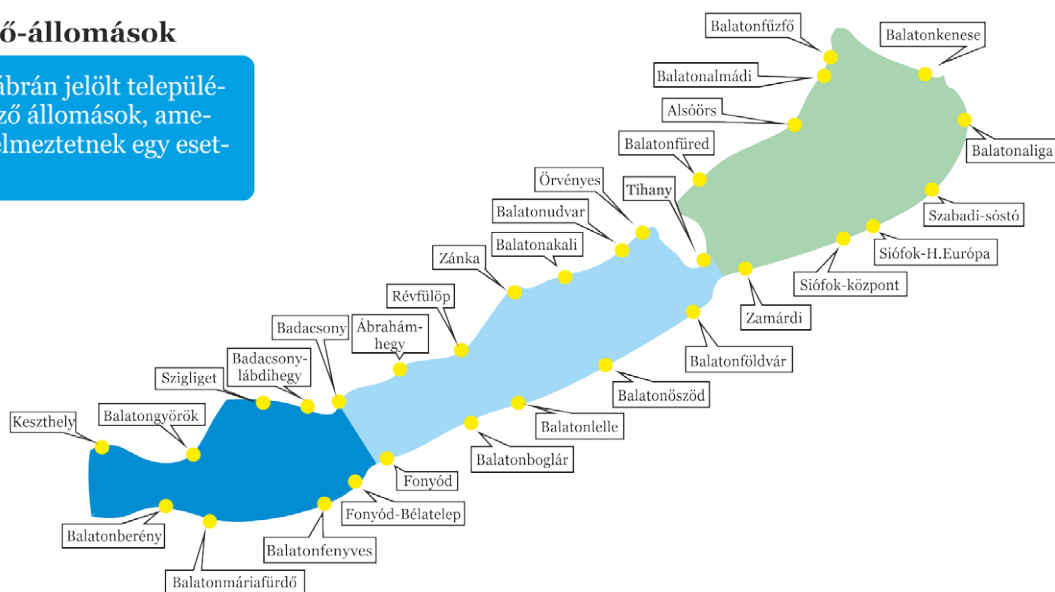 ő-állomások
ábrán jelölt települé-
ző állomások, ame-
elmeztetnek egy eset-
Balatonfűzfő
Balatonkenese
Balatonalmádi
Alsóörs
Balatonfüred
Balatonaliga
Örvényes
Tihany
Balatonudvar
Szabadi-sóstó
Balatonakali
Siófok-H.Európa
Zánka
Siófok-központ
Révfülöp
Zamárdi
Badacsony
Ábrahám-
hegy
Balatonföldvár
Badacsony-
lábdihegy
Szigliget
Balatonöszöd
Keszthely
Balatongyörök
Balatonlelle
Balatonboglár
Fonyód
Fonyód-Bélatelep
Balatonberény
Balatonfenyves
Balatonmáriafürdő